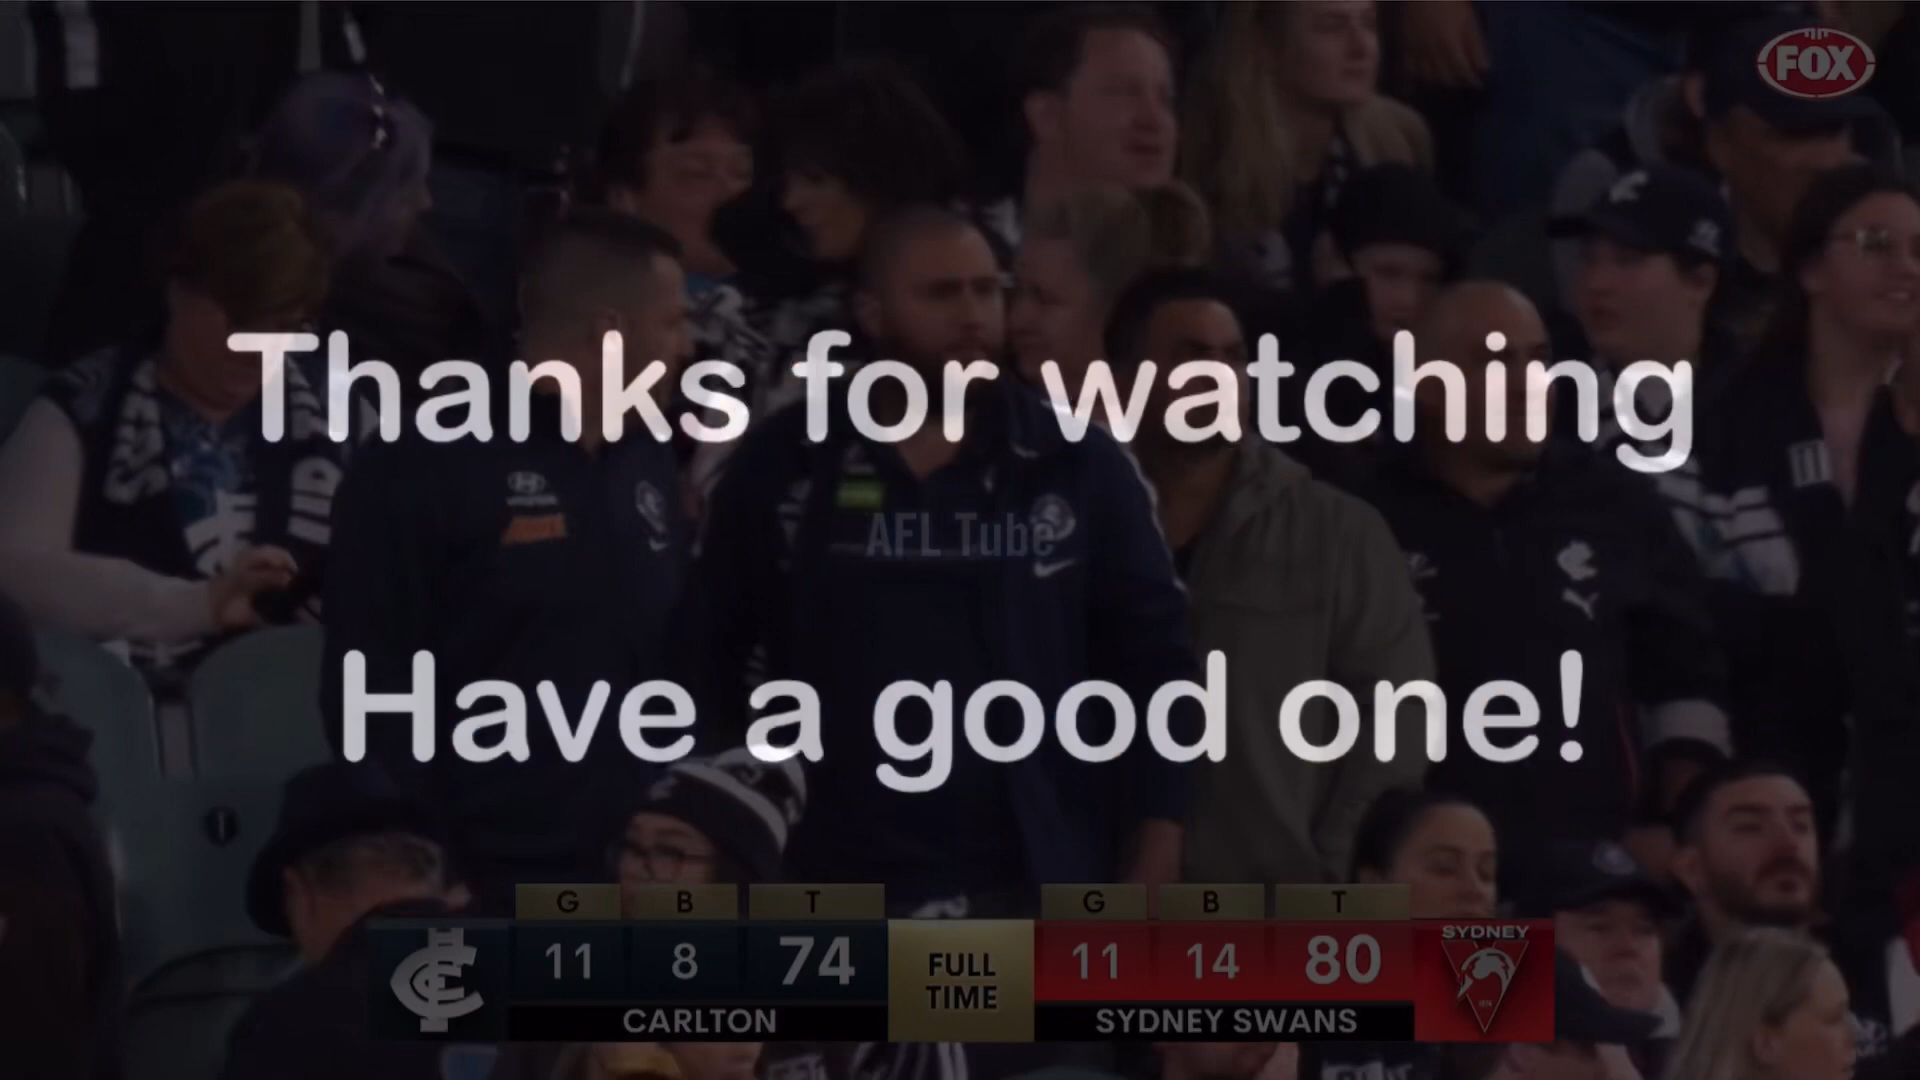 FOX
Thanks for watching
AFL Tube
Have a good one!
G B T G B T
11 8 74 FULL TIME 11 14 80
CARLTON SYDNEY SWANS
SYDNEY